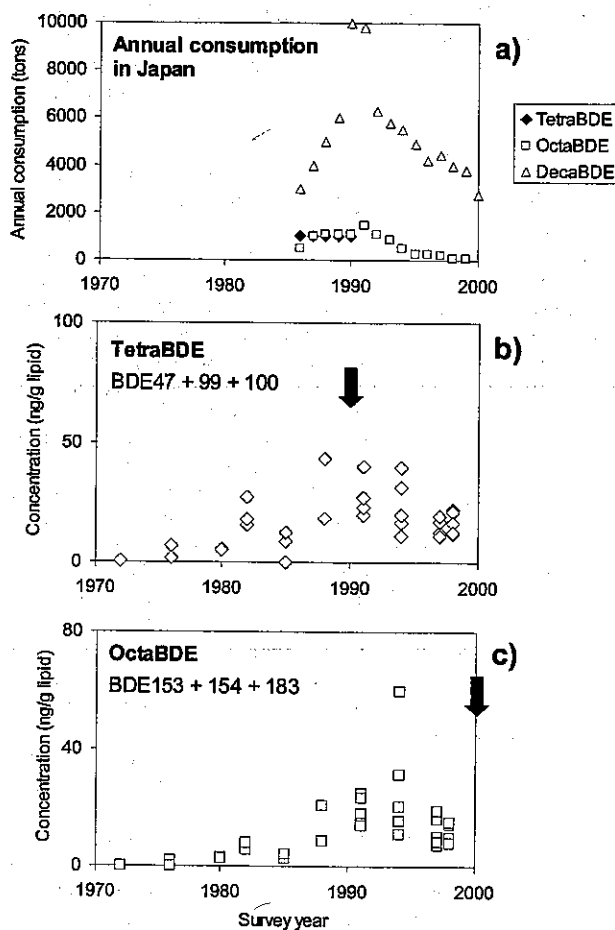 10000
8000
6000
4000
2000
0
Annual consumption (tons)
Annual consumption
in Japan
a)
TetraBDE
OctaBDE
DecaBDE
1970 1980 1990 2000
100
50
0
Concentration (ng/g lipid)
TetraBDE
BDE47 + 99 + 100
b)
1970 1980 1990 2000
80
40
0
Concentration (ng/g lipid)
OctaBDE
BDE153 + 154 + 183
c)
1970 1980 1990 2000
Survey year